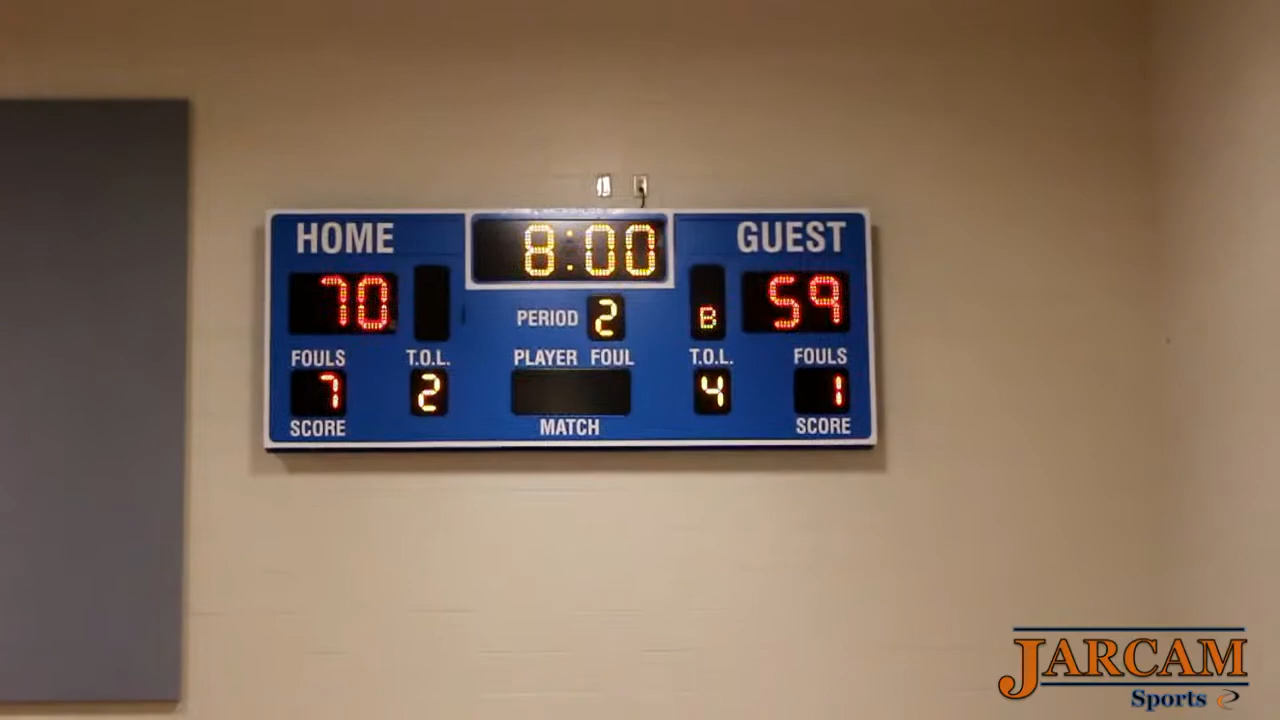 HOME 8:00 GUEST
70 59
PERIOD 2 B
FOULS T.O.L. PLAYER FOUL T.O.L. FOULS
7 2 4 1
SCORE MATCH SCORE
JARCAM
Sports